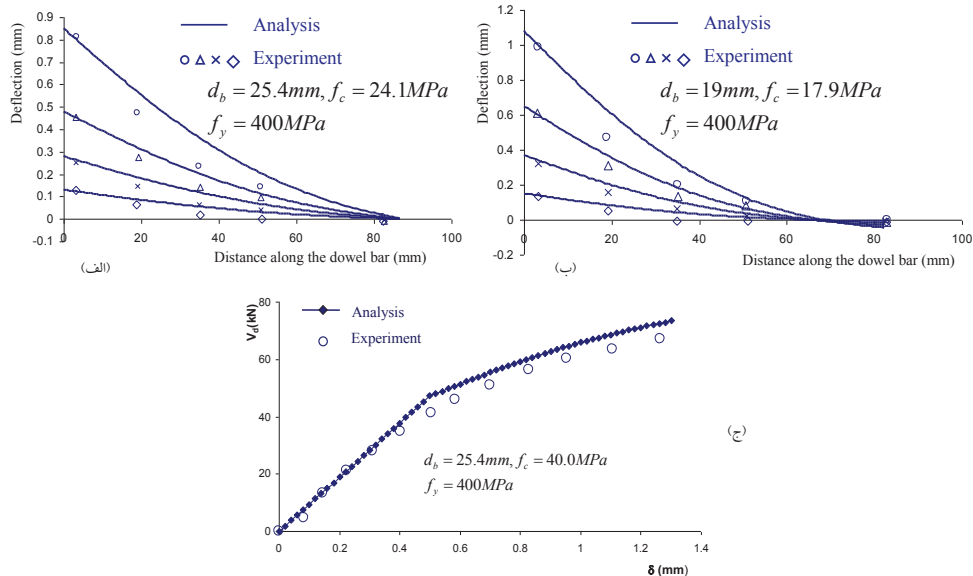 Deflection (mm)
0.9
0.8
0.7
0.6
0.5
0.4
0.3
0.2
0.1
0
-0.1
Analysis
Experiment
d_b = 25.4mm, f_c = 24.1MPa
f_y = 400MPa
0 20 40 60 80 100
Distance along the dowel bar (mm)
(الف)
Deflection (mm)
1.2
1
0.8
0.6
0.4
0.2
0
-0.2
Analysis
Experiment
d_b = 19mm, f_c = 17.9MPa
f_y = 400MPa
0 20 40 60 80 100
Distance along the dowel bar (mm)
(ب)
V_d(kN)
80
60
40
20
0
Analysis
Experiment
d_b = 25.4mm, f_c = 40.0MPa
f_y = 400MPa
0 0.2 0.4 0.6 0.8 1 1.2 1.4
δ (mm)
(ج)